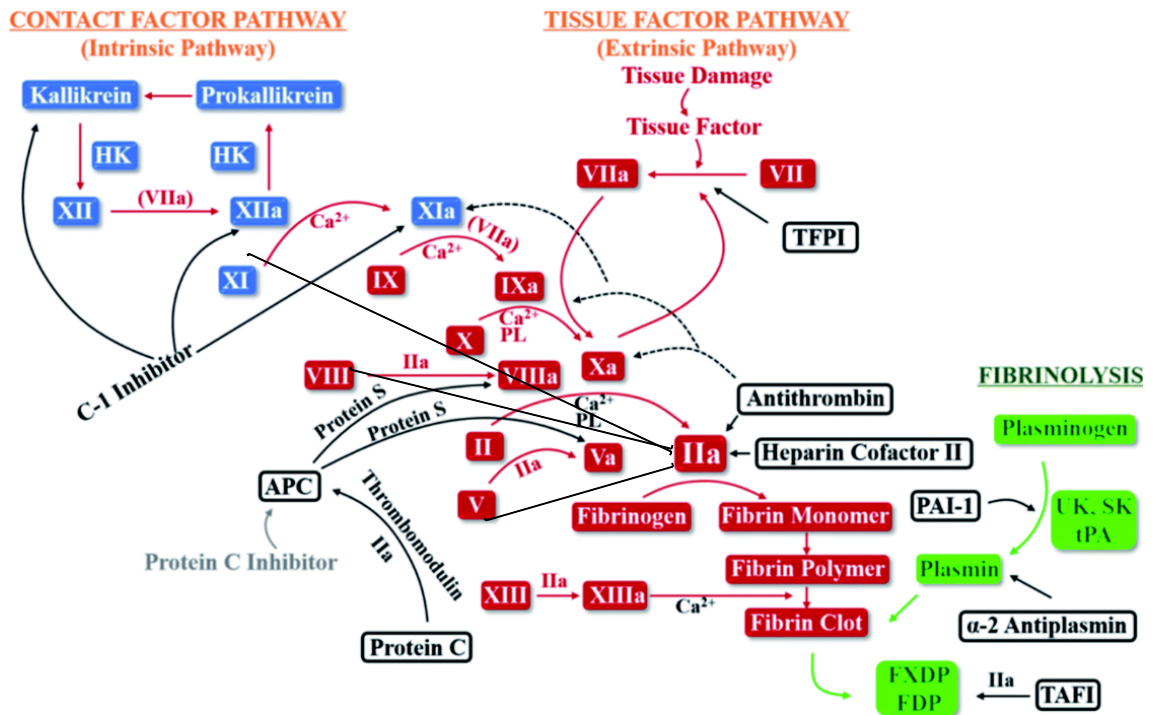 CONTACT FACTOR PATHWAY
(Intrinsic Pathway)
TISSUE FACTOR PATHWAY
(Extrinsic Pathway)
Tissue Damage
Tissue Factor
Kallikrein
Prokallikrein
HK
HK
XII
(VIIa)
XIIa
Ca²⁺
XI
XIa
(VIIa)
Ca²⁺
IX
IXa
VIIa
VII
TFPI
X
Ca²⁺
PL
Xa
C-1 Inhibitor
VIII
IIa
VIIIa
Protein S
Protein S
II
Ca²⁺
PL
IIa
IIa
Va
V
Antithrombin
Heparin Cofactor II
APC
Protein C Inhibitor
Thrombomodulin
IIa
Protein C
Fibrinogen
Fibrin Monomer
Fibrin Polymer
XIII
IIa
XIIIa
Ca²⁺
Fibrin Clot
FIBRINOLYSIS
Plasminogen
PAI-1
UK, SK
tPA
Plasmin
α-2 Antiplasmin
FXDP
FDP
IIa
TAFI